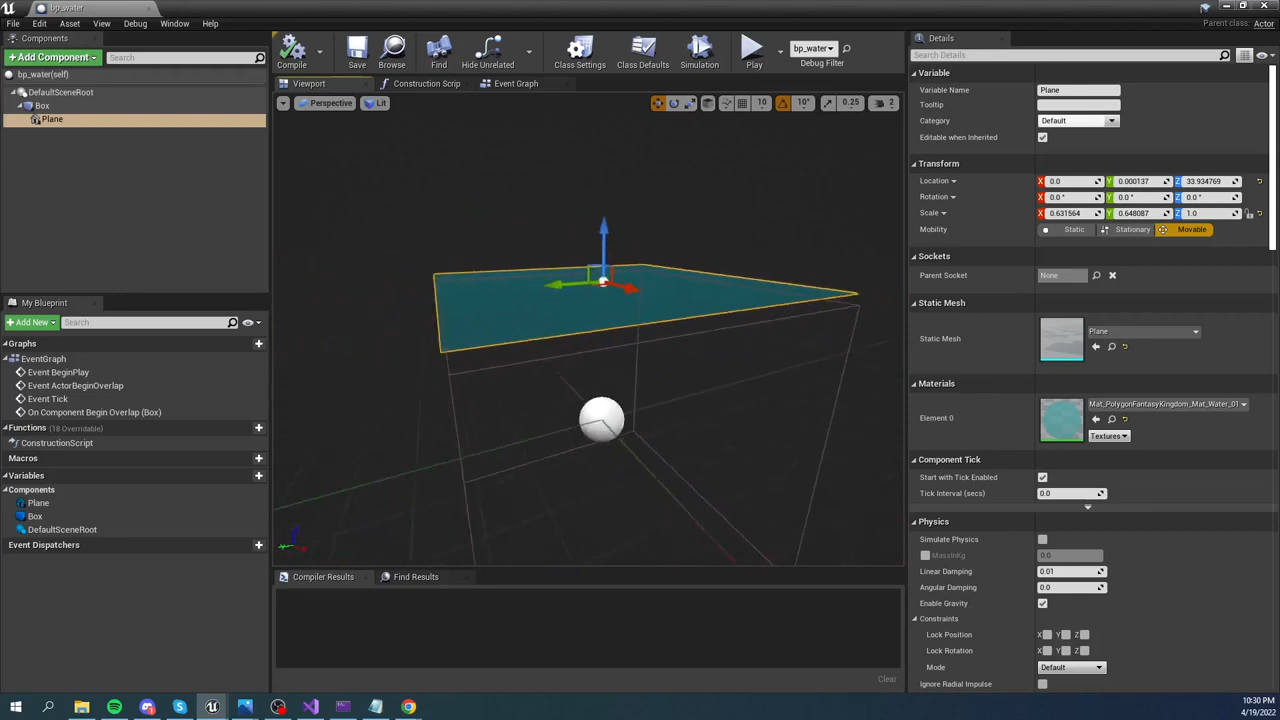 bp_water
File Edit Asset View Debug Window Help
Parent class: Actor
Components
+Add Component
Search
bp_water(self)
DefaultSceneRoot
Box
Plane
Compile
Save
Browse
Find
Hide Unrelated
Class Settings
Class Defaults
Simulation
Play
bp_water
Debug Filter
Viewport
Construction Scrip
Event Graph
Perspective
Lit
10
10°
0.25
2
My Blueprint
+Add New
Search
Graphs
EventGraph
Event BeginPlay
Event ActorBeginOverlap
Event Tick
On Component Begin Overlap (Box)
Functions (18 Overridable)
ConstructionScript
Macros
Variables
Components
Plane
Box
DefaultSceneRoot
Event Dispatchers
Compiler Results
Find Results
Clear
Details
Search Details
Variable
Variable Name Plane
Tooltip
Category Default
Editable when Inherited
Transform
Location X 0.0 Y 0.000137 Z 33.934769
Rotation X 0.0 ° Y 0.0 ° Z 0.0 °
Scale X 0.631564 Y 0.648087 Z 1.0
Mobility Static Stationary Movable
Sockets
Parent Socket None
Static Mesh
Static Mesh Plane
Materials
Element 0 Mat_PolygonFantasyKingdom_Mat_Water_01
Textures
Component Tick
Start with Tick Enabled
Tick Interval (secs) 0.0
Physics
Simulate Physics
MassInKg 0.0
Linear Damping 0.01
Angular Damping 0.0
Enable Gravity
Constraints
Lock Position X Y Z
Lock Rotation X Y Z
Mode Default
Ignore Radial Impulse
10:30 PM
4/19/2022